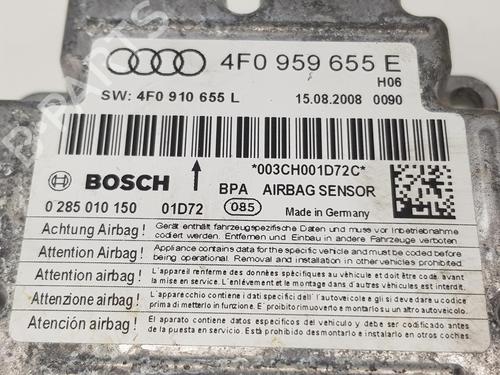 4F0 959 655 E
H06
SW: 4F0 910 655 L 15.08.2008 0090
*003CH001D72C*
BOSCH BPA AIRBAG SENSOR
0 285 010 150 01D72 085 Made in Germany
Achtung Airbag! Gerät enthält fahrzeugspezifische Daten und muss vor Inbetriebnahme
codiert werden. Entfernen und Einbau in andere Fahrzeuge verboten
Attention Airbag! Appliance contains data for the specific vehicle and must be coded before
being operational. Removal and installation in other vehicles prohibited.
Attention airbag! L'appareil renferme des données spécifiques au véhicule et doit être codé, avant
la mise en service. L'enlèvement et le montage dans d'autres véhicules est interdit.
Attenzione airbag! L'apparecchio contiene i dati specifici dell'autoveicolo e gli si deve dare u codice
prima di metterlo in funzione. E' proibito rimuoverlo e montarlo su un altro autoveicolo.
Atención airbag! El aparato contiene datos específicos del vehículo y debe ser codificado antes
de la puesta en servicio. Está prohibido desmontarlo e instalarlo en otros coches.
B-PARTS